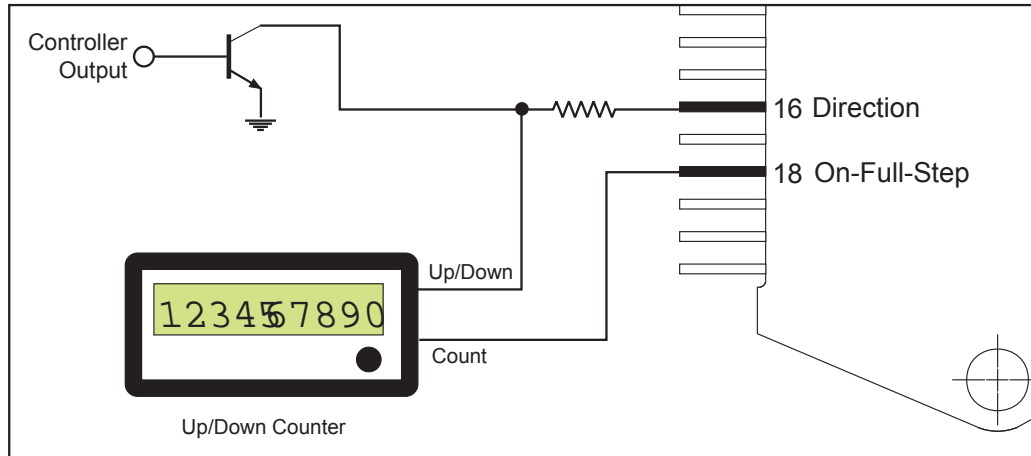 Controller
Output
16 Direction
18 On-Full-Step
Up/Down
1234567890
Count
Up/Down Counter